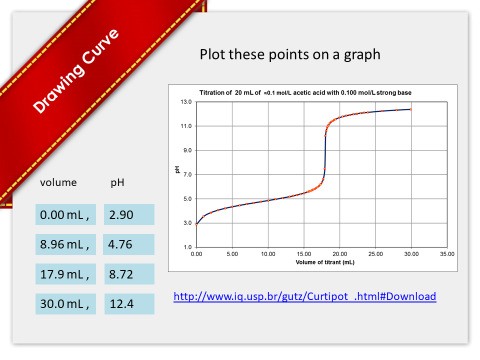 Drawing Curve
Plot these points on a graph
Titration of 20 mL of ≈0.1 mol/L acetic acid with 0.100 mol/L strong base
13.0
11.0
9.0
7.0
5.0
3.0
1.0
pH
0.00 5.00 10.00 15.00 20.00 25.00 30.00 35.00
Volume of titrant (mL)
volume pH
0.00 mL , 2.90
8.96 mL , 4.76
17.9 mL , 8.72
30.0 mL , 12.4
http://www.iq.usp.br/gutz/Curtipot_.html#Download